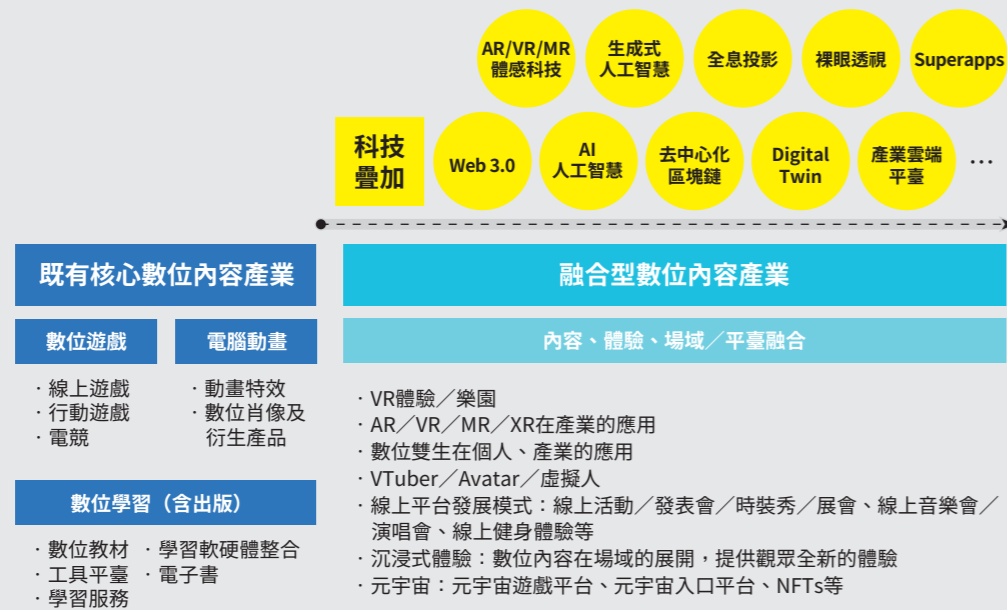 AR/VR/MR
體感科技
生成式
人工智慧
全息投影
裸眼透視
Superapps
科技
疊加
Web 3.0
AI
人工智慧
去中心化
區塊鏈
Digital
Twin
產業雲端
平臺
…
既有核心數位內容產業
融合型數位內容產業
數位遊戲
電腦動畫
內容、體驗、場域／平臺融合
．線上遊戲
．行動遊戲
．電競
．動畫特效
．數位肖像及
衍生產品
數位學習（含出版）
．數位教材
．工具平臺
．學習服務
．學習軟硬體整合
．電子書
．VR體驗／樂園
．AR／VR／MR／XR在產業的應用
．數位雙生在個人、產業的應用
．VTuber／Avatar／虛擬人
．線上平台發展模式：線上活動／發表會／時裝秀／展會、線上音樂會／
演唱會、線上健身體驗等
．沉浸式體驗：數位內容在場域的展開，提供觀眾全新的體驗
．元宇宙：元宇宙遊戲平台、元宇宙入口平台、NFTs等